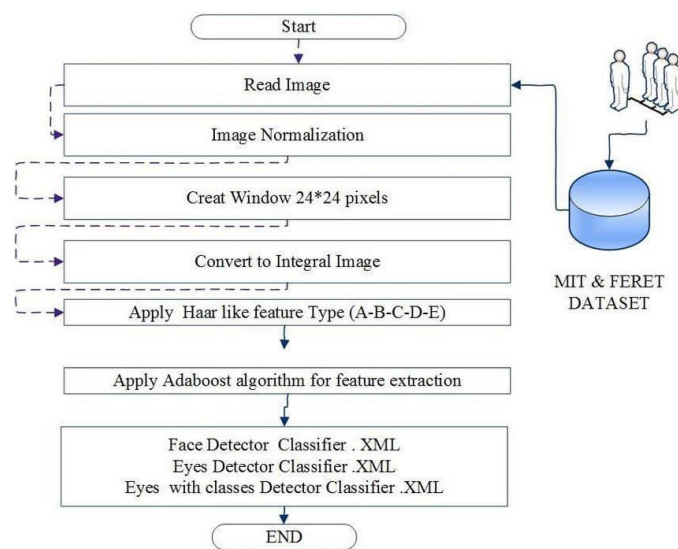 Start
Read Image
Image Normalization
Creat Window 24*24 pixels
Convert to Integral Image
Apply Haar like feature Type (A-B-C-D-E)
Apply Adaboost algorithm for feature extraction
Face Detector Classifier . XML
Eyes Detector Classifier .XML
Eyes with classes Detector Classifier .XML
END
MIT & FERET
DATASET